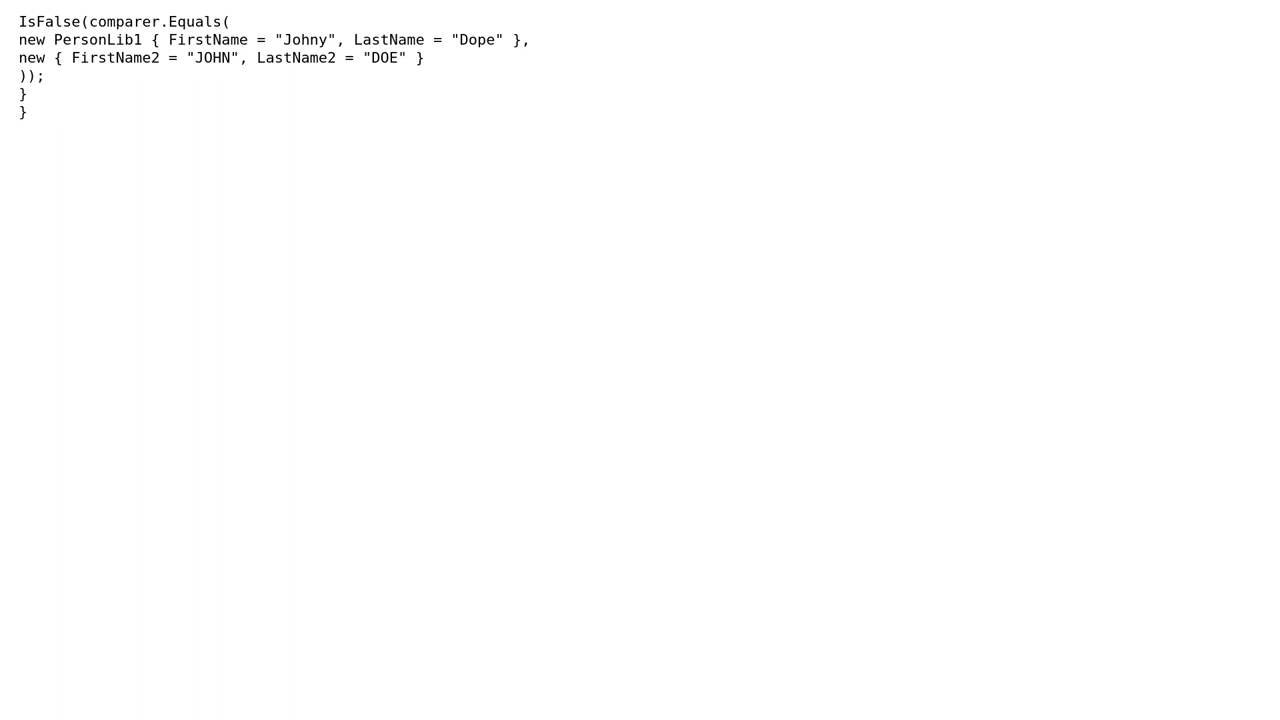 IsFalse(comparer.Equals(
new PersonLib1 { FirstName = "Johny", LastName = "Dope" },
new { FirstName2 = "JOHN", LastName2 = "DOE" }
));
}
}